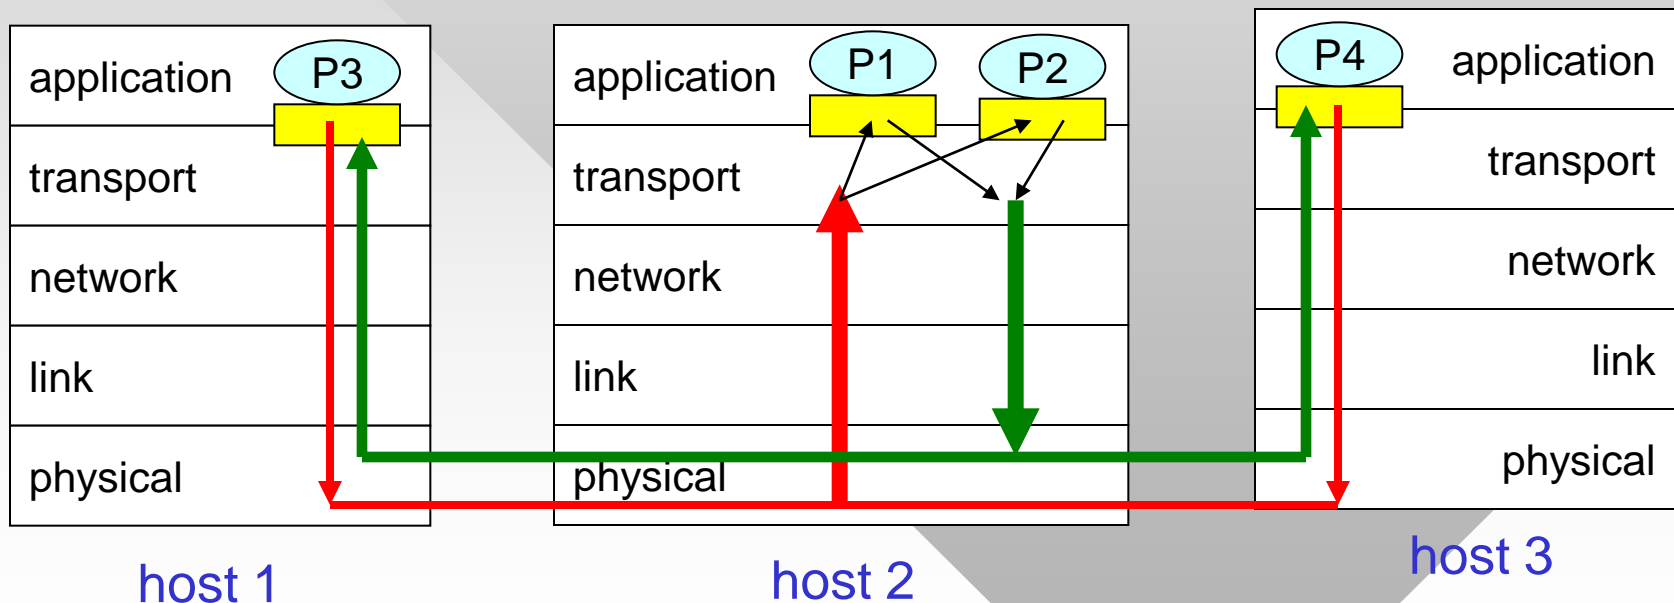 application
P3
transport
network
link
physical
host 1
application
P1
P2
transport
network
link
physical
host 2
P4
application
transport
network
link
physical
host 3